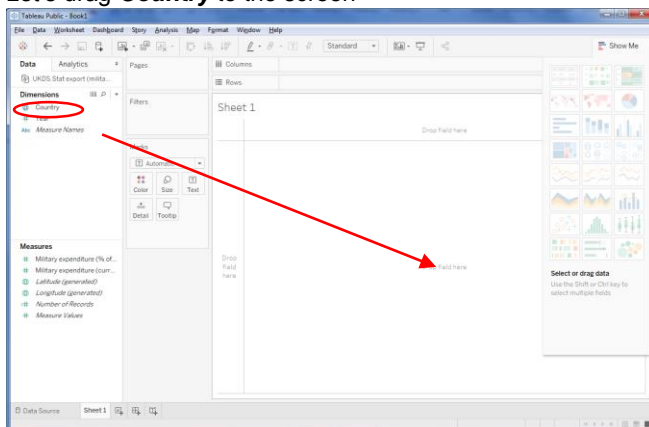 Let's drag Country to the screen
Tableau Public - Book1
File Data Worksheet Dashboard Story Analysis Map Format Window Help
Standard
Show Me
Data Analytics
Pages
Columns
UKDS Stat export (milita...
Rows
Dimensions
Country
Filters
Sheet 1
Year
Abc Measure Names
Drop field here
Marks
Automatic
Color Size Text
Detail Tooltip
Measures
Military expenditure (% of...
Military expenditure (curr...
Latitude (generated)
Longitude (generated)
Number of Records
Measure Values
Drop
field
here
field here
Select or drag data
Use the Shift or Ctrl key to
select multiple fields
Data Source Sheet 1